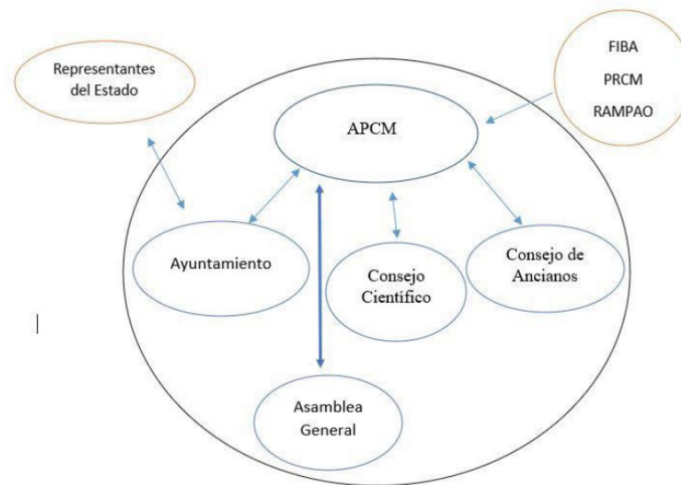 Representantes
del Estado
FIBA
PRCM
RAMPAO
APCM
Ayuntamiento
Consejo
Científico
Consejo de
Ancianos
Asamblea
General